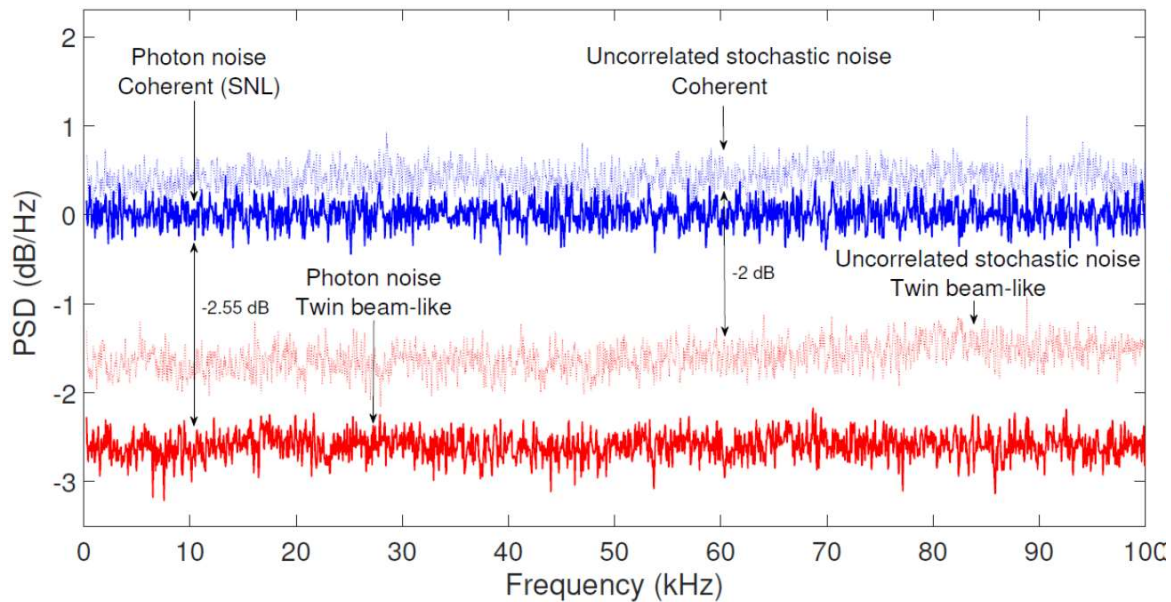 2
1
0
-1
-2
-3
PSD (dB/Hz)
Photon noise
Coherent (SNL)
Uncorrelated stochastic noise
Coherent
-2.55 dB
Photon noise
Twin beam-like
-2 dB
Uncorrelated stochastic noise
Twin beam-like
0 10 20 30 40 50 60 70 80 90 100
Frequency (kHz)